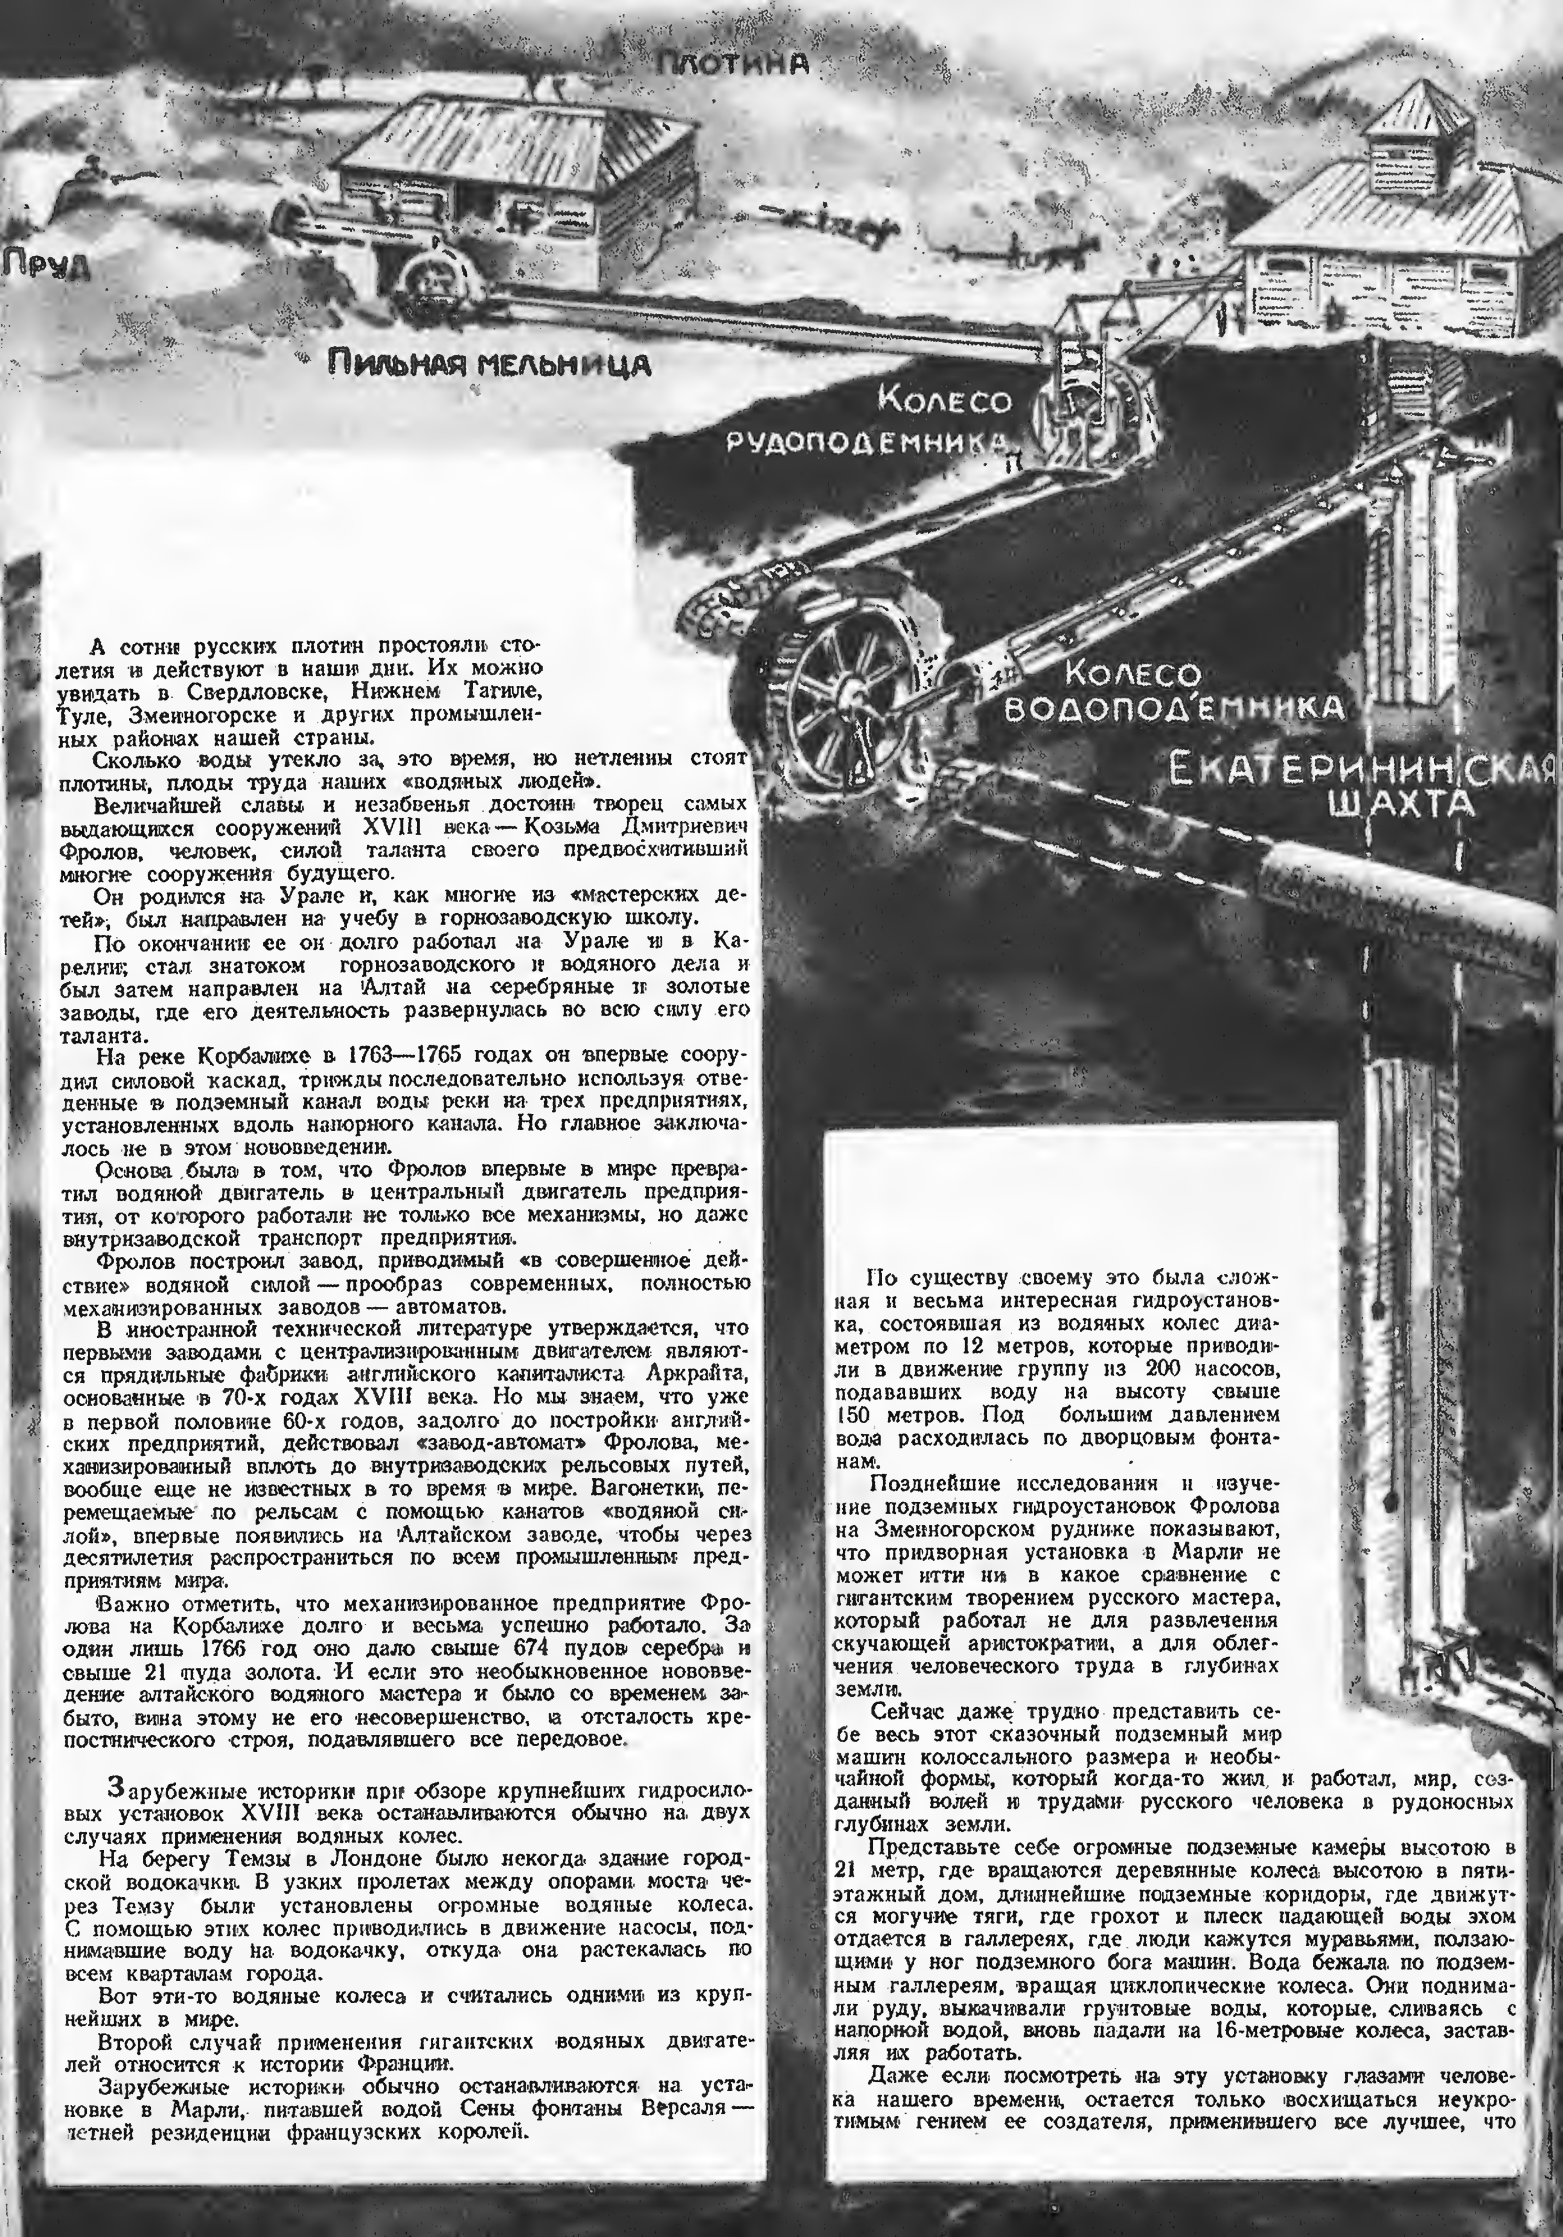 ПЛОТИНА
Пруд
ПИЛЬНАЯ МЕЛЬНИЦА
КОЛЕСО
РУДОПОДЕМНИКА
КОЛЕСО
ВОДОПОД'ЕМНИКА
ЕКАТЕРИНИНСКАЯ
ШАХТА
А сотни русских плотин простояли сто-
летия и действуют в наши дни. Их можно
увидать в Свердловске, Нижнем Тагиле,
Туле, Змеиногорске и других промышлен-
ных районах нашей страны.
Сколько воды утекло за это время, но нетленны стоят
плотины, плоды труда наших «водяных людей».
Величайшей славы и незабвенья достоин творец самых
выдающихся сооружений XVIII века — Козьма Дмитриевич
Фролов, человек, силой таланта своего предвосхитивший
многие сооружения будущего.
Он родился на Урале и, как многие из «мастерских де-
тей», был направлен на учебу в горнозаводскую школу.
По окончании ее он долго работал на Урале и в Ка-
релии; стал знатоком горнозаводского и водяного дела и
был затем направлен на Алтай на серебряные и золотые
заводы, где его деятельность развернулась во всю силу его
таланта.
На реке Корбалихе в 1763—1765 годах он впервые соору-
дил силовой каскад, трижды последовательно используя отве-
денные в подземный канал воды реки на трех предприятиях,
установленных вдоль напорного канала. Но главное заключа-
лось не в этом нововведении.
Основа была в том, что Фролов впервые в мире превра-
тил водяной двигатель в центральный двигатель предприя-
тия, от которого работали не только все механизмы, но даже
внутризаводской транспорт предприятия.
Фролов построил завод, приводимый «в совершенное дей-
ствие» водяной силой — прообраз современных, полностью
механизированных заводов — автоматов.
В иностранной технической литературе утверждается, что
первыми заводами с централизированным двигателем являют-
ся прядильные фабрики английского капиталиста Аркрайта,
основанные в 70-х годах XVIII века. Но мы знаем, что уже
в первой половине 60-х годов, задолго до постройки англий-
ских предприятий, действовал «завод-автомат» Фролова, ме-
ханизированный вплоть до внутризаводских рельсовых путей,
вообще еще не известных в то время в мире. Вагонетки, пе-
ремещаемые по рельсам с помощью канатов «водяной си-
лой», впервые появились на Алтайском заводе, чтобы через
десятилетия распространиться по всем промышленным пред-
приятиям мира.
Важно отметить, что механизированное предприятие Фро-
лова на Корбалихе долго и весьма успешно работало. За
один лишь 1766 год оно дало свыше 674 пудов серебра и
свыше 21 пуда золота. И если это необыкновенное нововве-
дение алтайского водяного мастера и было со временем за-
быто, вина этому не его несовершенство, а отсталость кре-
постнического строя, подавлявшего все передовое.
Зарубежные историки при обзоре крупнейших гидросило-
вых установок XVIII века останавливаются обычно на двух
случаях применения водяных колес.
На берегу Темзы в Лондоне было некогда здание город-
ской водокачки. В узких пролетах между опорами моста че-
рез Темзу были установлены огромные водяные колеса.
С помощью этих колес приводились в движение насосы, под-
нимавшие воду на водокачку, откуда она растекалась по
всем кварталам города.
Вот эти-то водяные колеса и считались одними из круп-
нейших в мире.
Второй случай применения гигантских водяных двигате-
лей относится к истории Франции.
Зарубежные историки обычно останавливаются на уста-
новке в Марли, питавшей водой Сены фонтаны Версаля —
летней резиденции французских королей.
По существу своему это была слож-
ная и весьма интересная гидроустанов-
ка, состоявшая из водяных колес диа-
метром по 12 метров, которые приводи-
ли в движение группу из 200 насосов,
подававших воду на высоту свыше
150 метров. Под большим давлением
вода расходилась по дворцовым фонта-
нам.
Позднейшие исследования и изуче-
ние подземных гидроустановок Фролова
на Змеиногорском руднике показывают,
что придворная установка в Марли не
может итти ни в какое сравнение с
гигантским творением русского мастера,
который работал не для развлечения
скучающей аристократии, а для облег-
чения человеческого труда в глубинах
земли.
Сейчас даже трудно представить се-
бе весь этот сказочный подземный мир
машин колоссального размера и необы-
чайной формы, который когда-то жил и работал, мир, соз-
данный волей и трудами русского человека в рудоносных
глубинах земли.
Представьте себе огромные подземные камеры высотою в
21 метр, где вращаются деревянные колеса высотою в пяти-
этажный дом, длиннейшие подземные коридоры, где движут-
ся могучие тяги, где грохот и плеск падающей воды эхом
отдается в галлереях, где люди кажутся муравьями, ползаю-
щими у ног подземного бога машин. Вода бежала по подзем-
ным галлереям, вращая циклопические колеса. Они поднима-
ли руду, выкачивали грунтовые воды, которые, сливаясь с
напорной водой, вновь падали на 16-метровые колеса, застав-
ляя их работать.
Даже если посмотреть на эту установку глазами челове-
ка нашего времени, остается только восхищаться неукро-
тимым гением ее создателя, применившего все лучшее, что